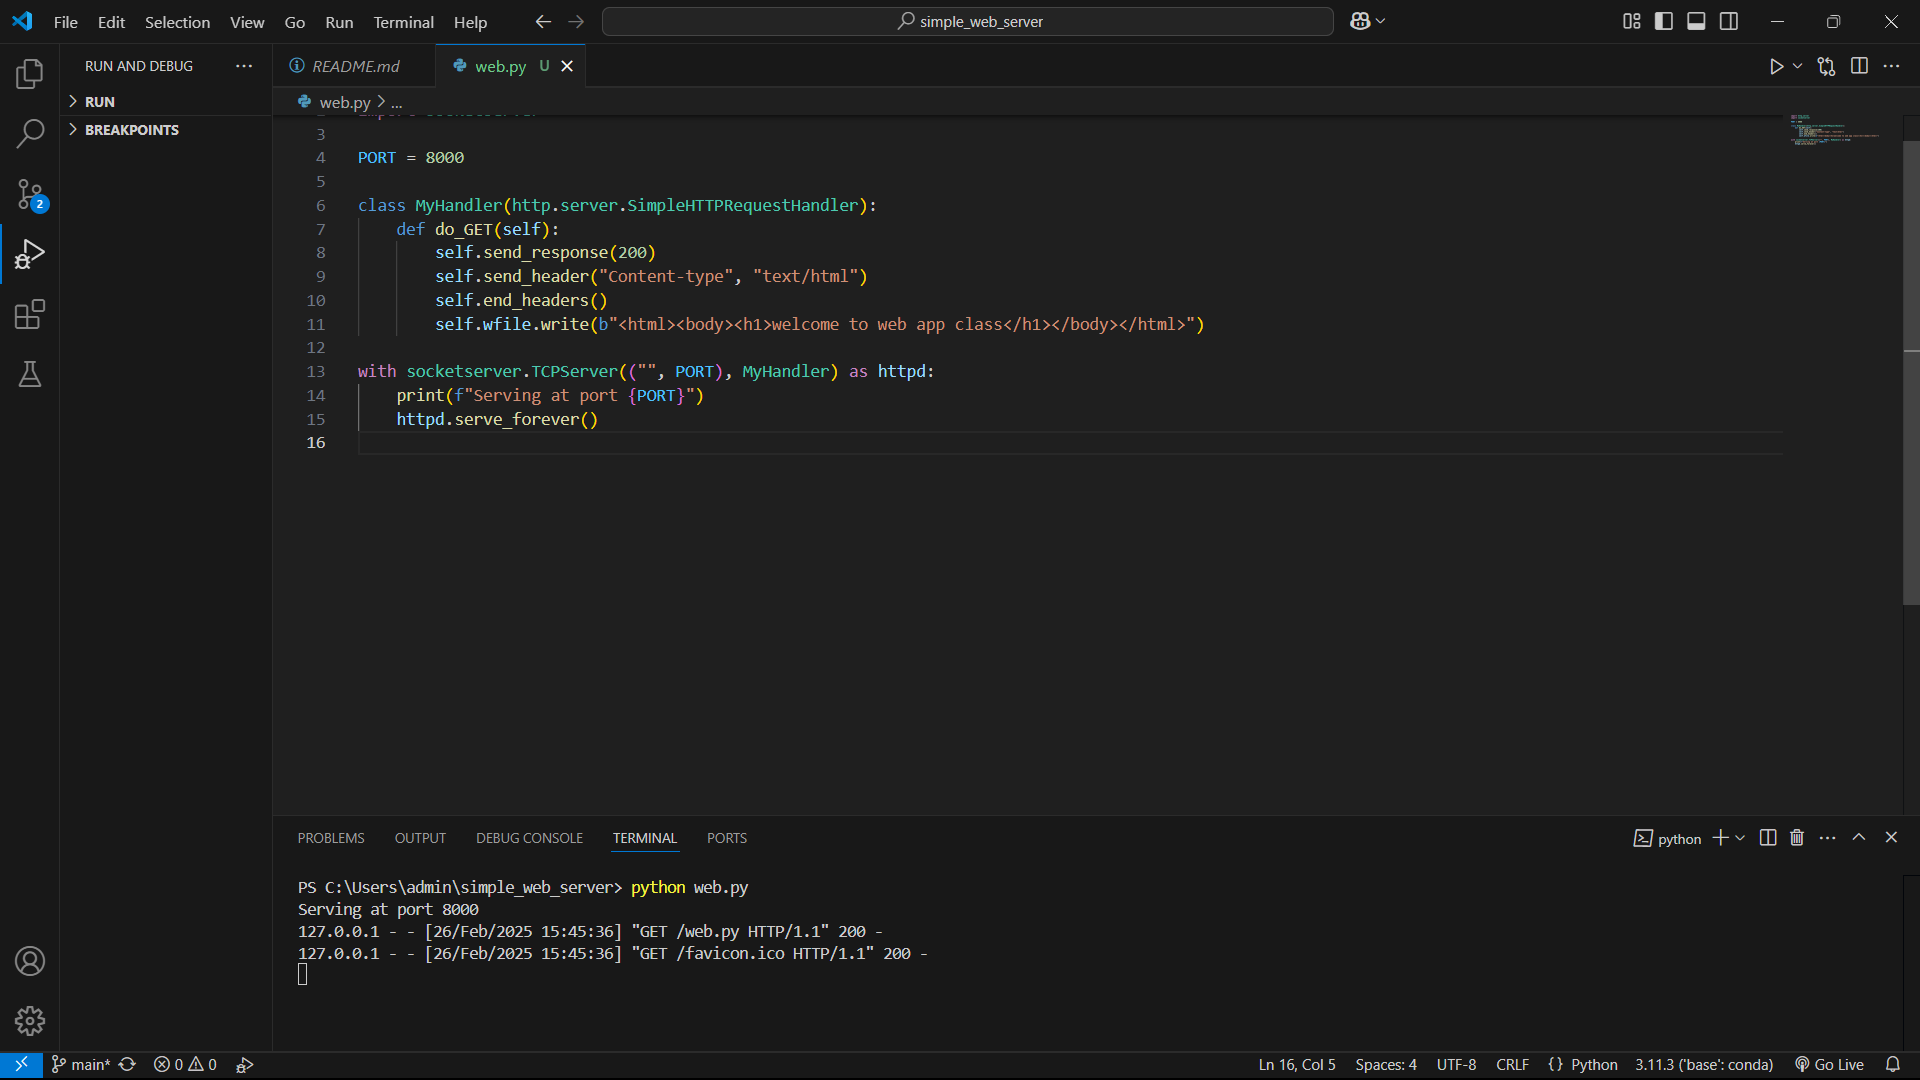 File Edit Selection View Go Run Terminal Help simple_web_server
RUN AND DEBUG
RUN
BREAKPOINTS
2
README.md web.py U
web.py > ...
3
4 PORT = 8000
5
6 class MyHandler(http.server.SimpleHTTPRequestHandler):
7 def do_GET(self):
8 self.send_response(200)
9 self.send_header("Content-type", "text/html")
10 self.end_headers()
11 self.wfile.write(b"<html><body><h1>welcome to web app class</h1></body></html>")
12
13 with socketserver.TCPServer(("", PORT), MyHandler) as httpd:
14 print(f"Serving at port {PORT}")
15 httpd.serve_forever()
16
PROBLEMS OUTPUT DEBUG CONSOLE TERMINAL PORTS python
PS C:\Users\admin\simple_web_server> python web.py
Serving at port 8000
127.0.0.1 - - [26/Feb/2025 15:45:36] "GET /web.py HTTP/1.1" 200 -
127.0.0.1 - - [26/Feb/2025 15:45:36] "GET /favicon.ico HTTP/1.1" 200 -
main* 0 0 Ln 16, Col 5 Spaces: 4 UTF-8 CRLF {} Python 3.11.3 ('base': conda) Go Live